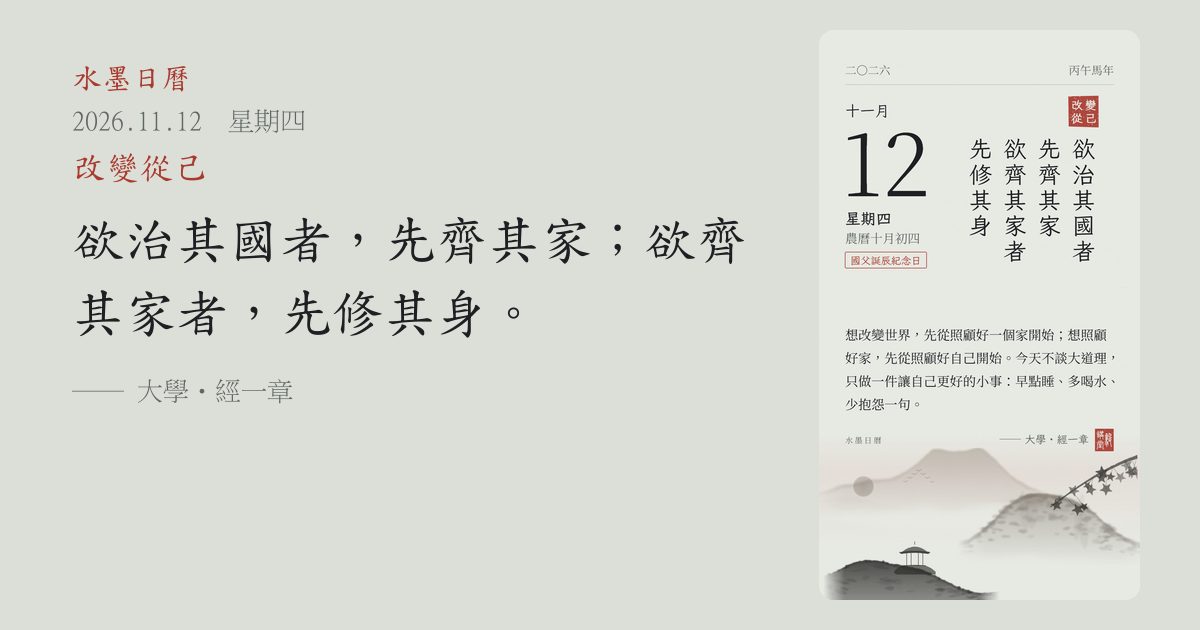 水墨日曆
2026.11.12 星期四
改變從己
欲治其國者，先齊其家；欲齊
其家者，先修其身。
—— 大學・經一章
二〇二六
丙午馬年
十一月
12
星期四
農曆十月初四
國父誕辰紀念日
改變從己
欲治其國者
先齊其家
欲齊其家者
先修其身
想改變世界，先從照顧好一個家開始；想照顧
好家，先從照顧好自己開始。今天不談大道理，
只做一件讓自己更好的小事：早點睡、多喝水、
少抱怨一句。
水墨日曆
—— 大學・經一章